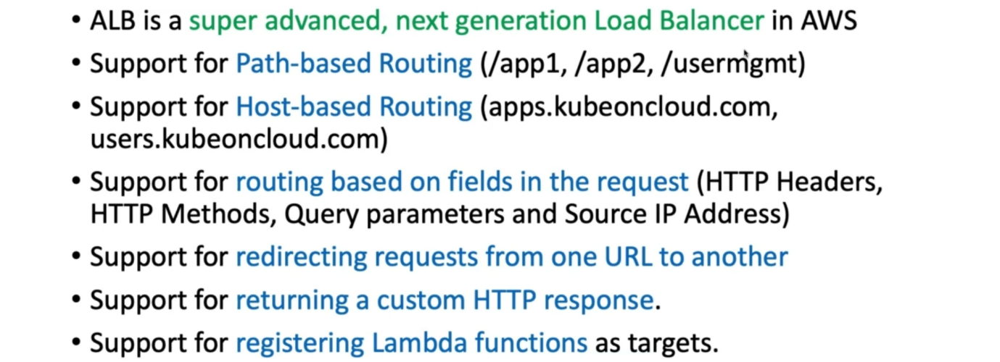 • ALB is a super advanced, next generation Load Balancer in AWS
• Support for Path-based Routing (/app1, /app2, /usermgmt)
• Support for Host-based Routing (apps.kubeoncloud.com,
users.kubeoncloud.com)
• Support for routing based on fields in the request (HTTP Headers,
HTTP Methods, Query parameters and Source IP Address)
• Support for redirecting requests from one URL to another
• Support for returning a custom HTTP response.
• Support for registering Lambda functions as targets.